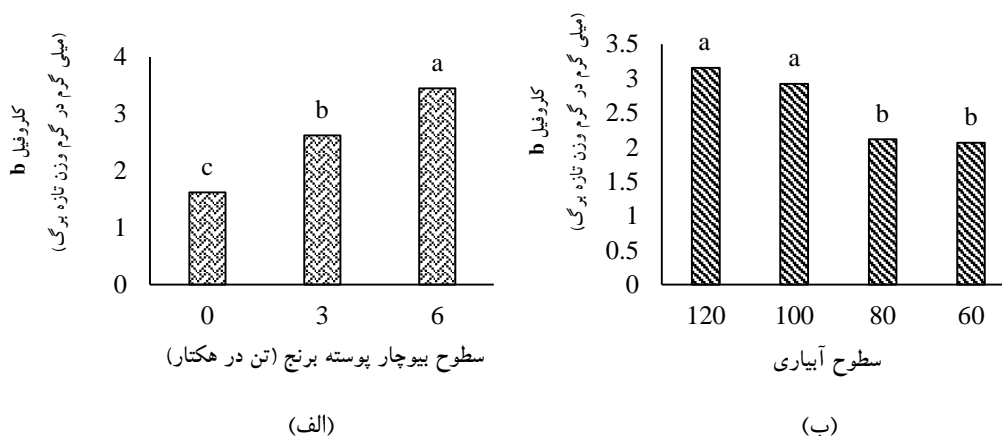 کلروفیل b
(میلی گرم در گرم وزن تازه برگ)
4
3
2
1
0
c
b
a
0 3 6
سطوح بیوچار پوسته برنج (تن در هکتار)
(الف)
کلروفیل b
(میلی گرم در گرم وزن تازه برگ)
3.5
3
2.5
2
1.5
1
0.5
0
a
a
b
b
120 100 80 60
سطوح آبیاری
(ب)